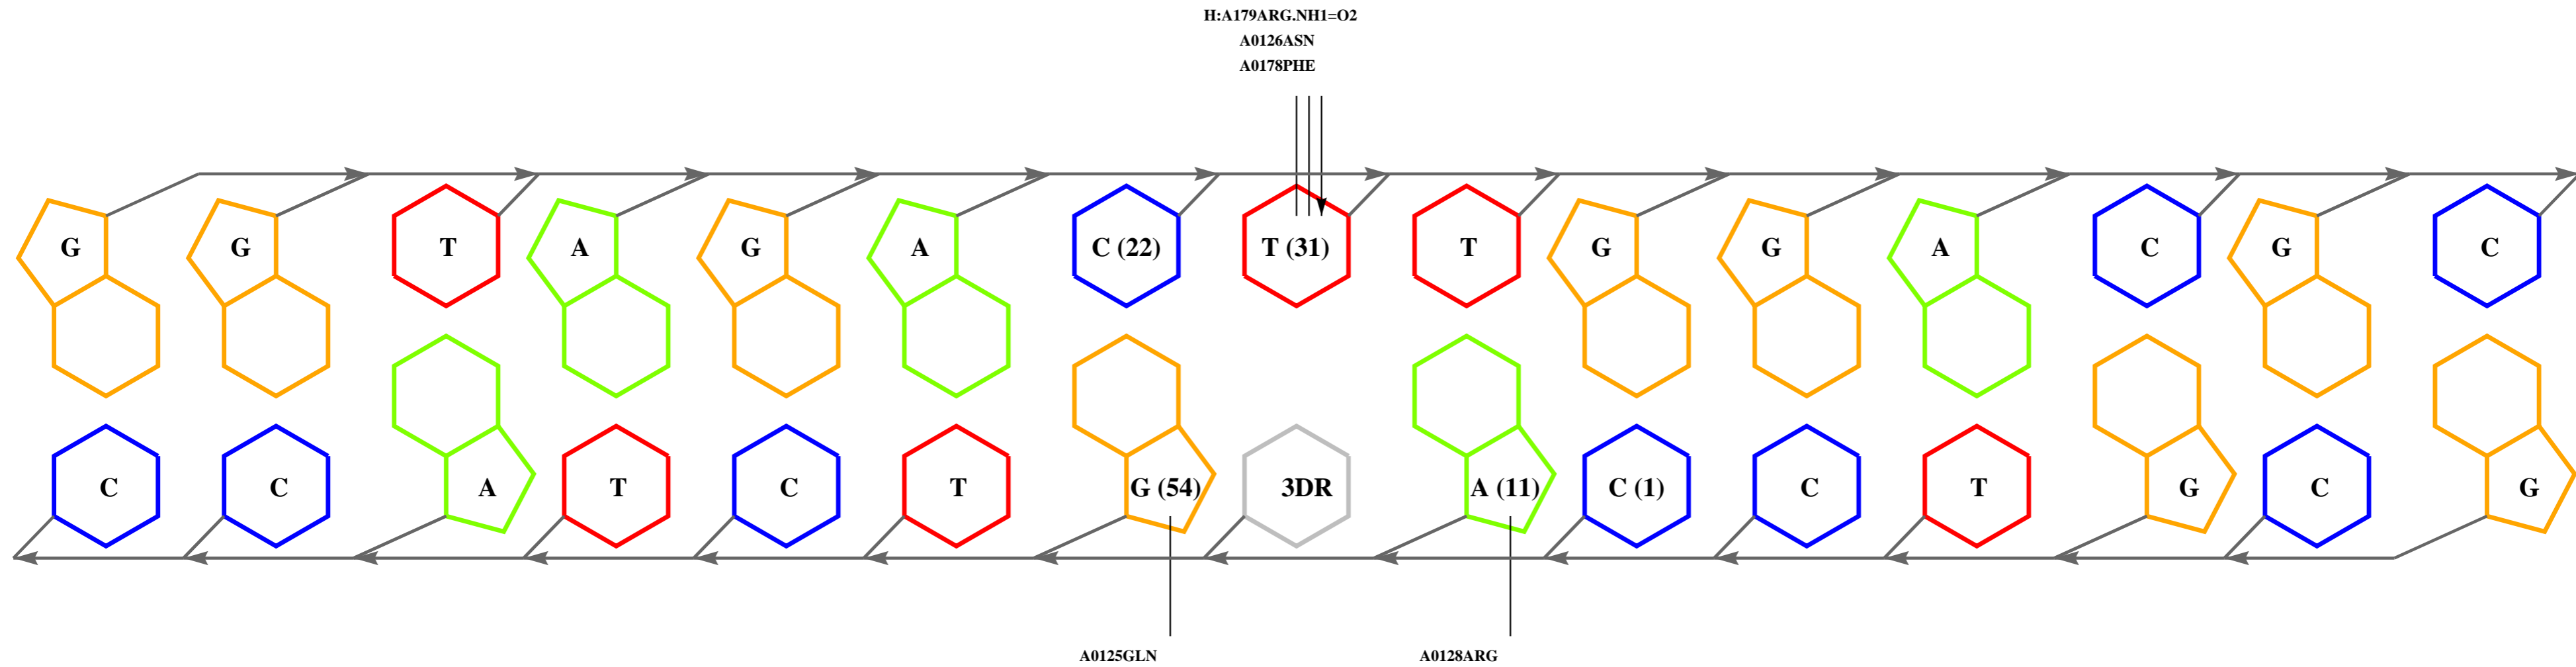 H:A179ARG.NH1=O2
A0126ASN
A0178PHE
G G T A G A C (22) T (31) T G G A C G C
C C A T C T G (54) 3DR A (11) C (1) C T G C G
A0125GLN A0128ARG